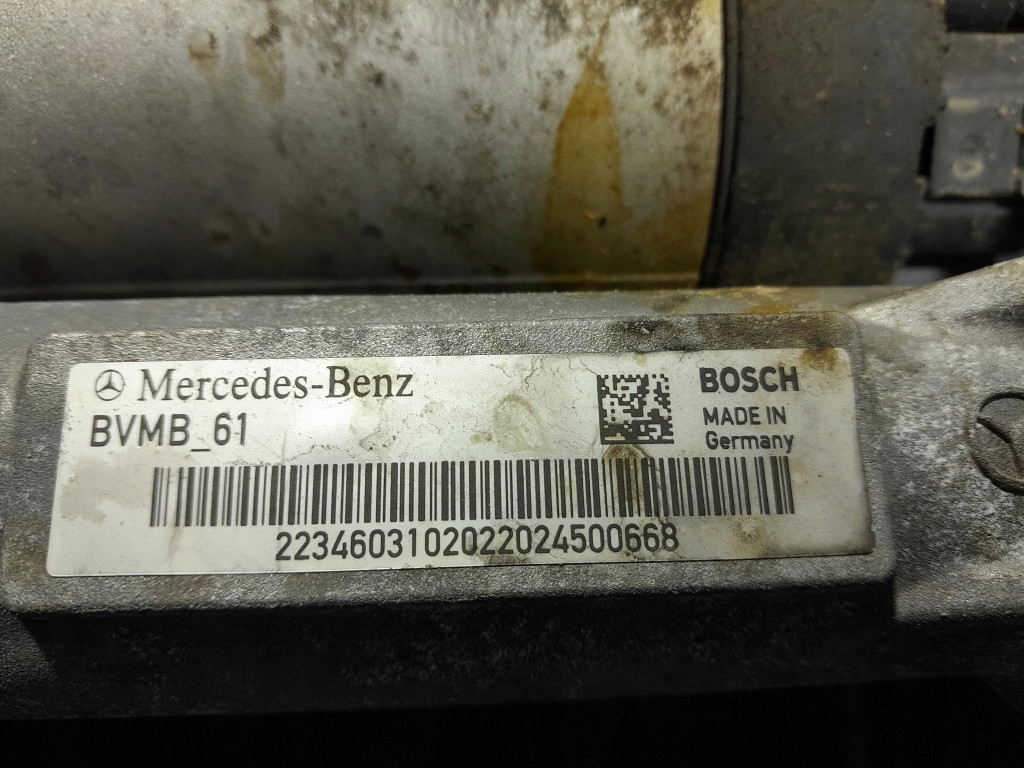 Mercedes-Benz
BVMB_61
BOSCH
MADE IN
Germany
2234603102022024500668